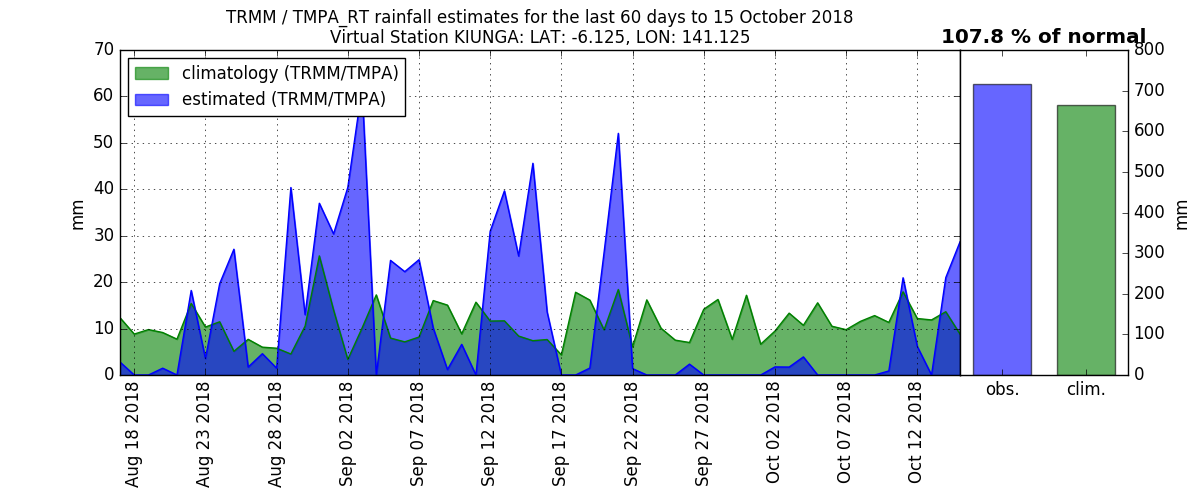 TRMM / TMPA_RT rainfall estimates for the last 60 days to 15 October 2018
Virtual Station KIUNGA: LAT: -6.125, LON: 141.125
107.8 % of normal
climatology (TRMM/TMPA)
estimated (TRMM/TMPA)
70
60
50
40
30
20
10
0
mm
Aug 18 2018
Aug 23 2018
Aug 28 2018
Sep 02 2018
Sep 07 2018
Sep 12 2018
Sep 17 2018
Sep 22 2018
Sep 27 2018
Oct 02 2018
Oct 07 2018
Oct 12 2018
obs.
clim.
800
700
600
500
400
300
200
100
0
mm